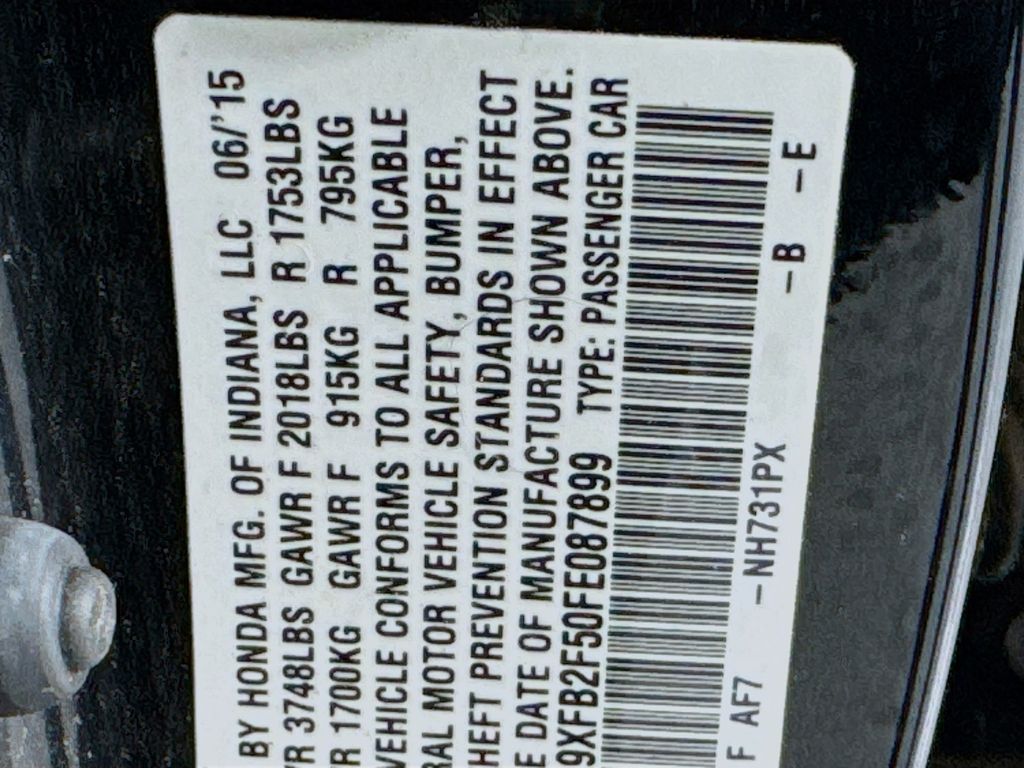 BY HONDA MFG. OF INDIANA, LLC 06/'15
VR 3748LBS GAWR F 2018LBS R 1753LBS
R 1700KG GAWR F 915KG R 795KG
VEHICLE CONFORMS TO ALL APPLICABLE
RAL MOTOR VEHICLE SAFETY, BUMPER,
HEFT PREVENTION STANDARDS IN EFFECT
E DATE OF MANUFACTURE SHOWN ABOVE.
9XFB2F50FE087899 TYPE: PASSENGER CAR
F AF7 –NH731PX –B –E